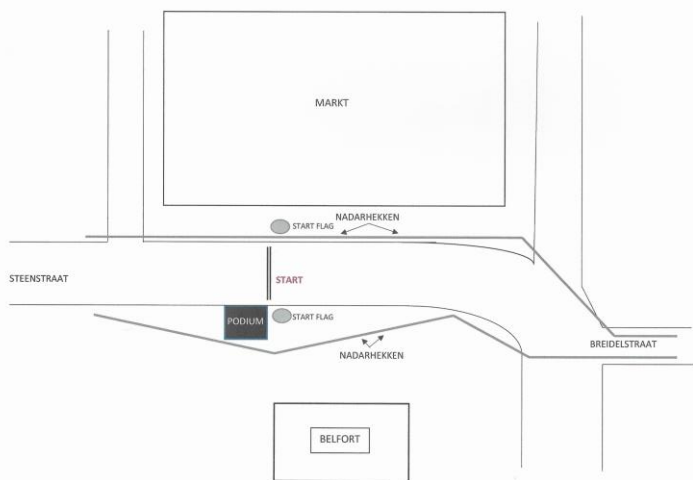 MARKT
NADARHEKKEN
START FLAG
STEENSTRAAT
START
PODIUM
START FLAG
BREIDELSTRAAT
NADARHEKKEN
BELFORT